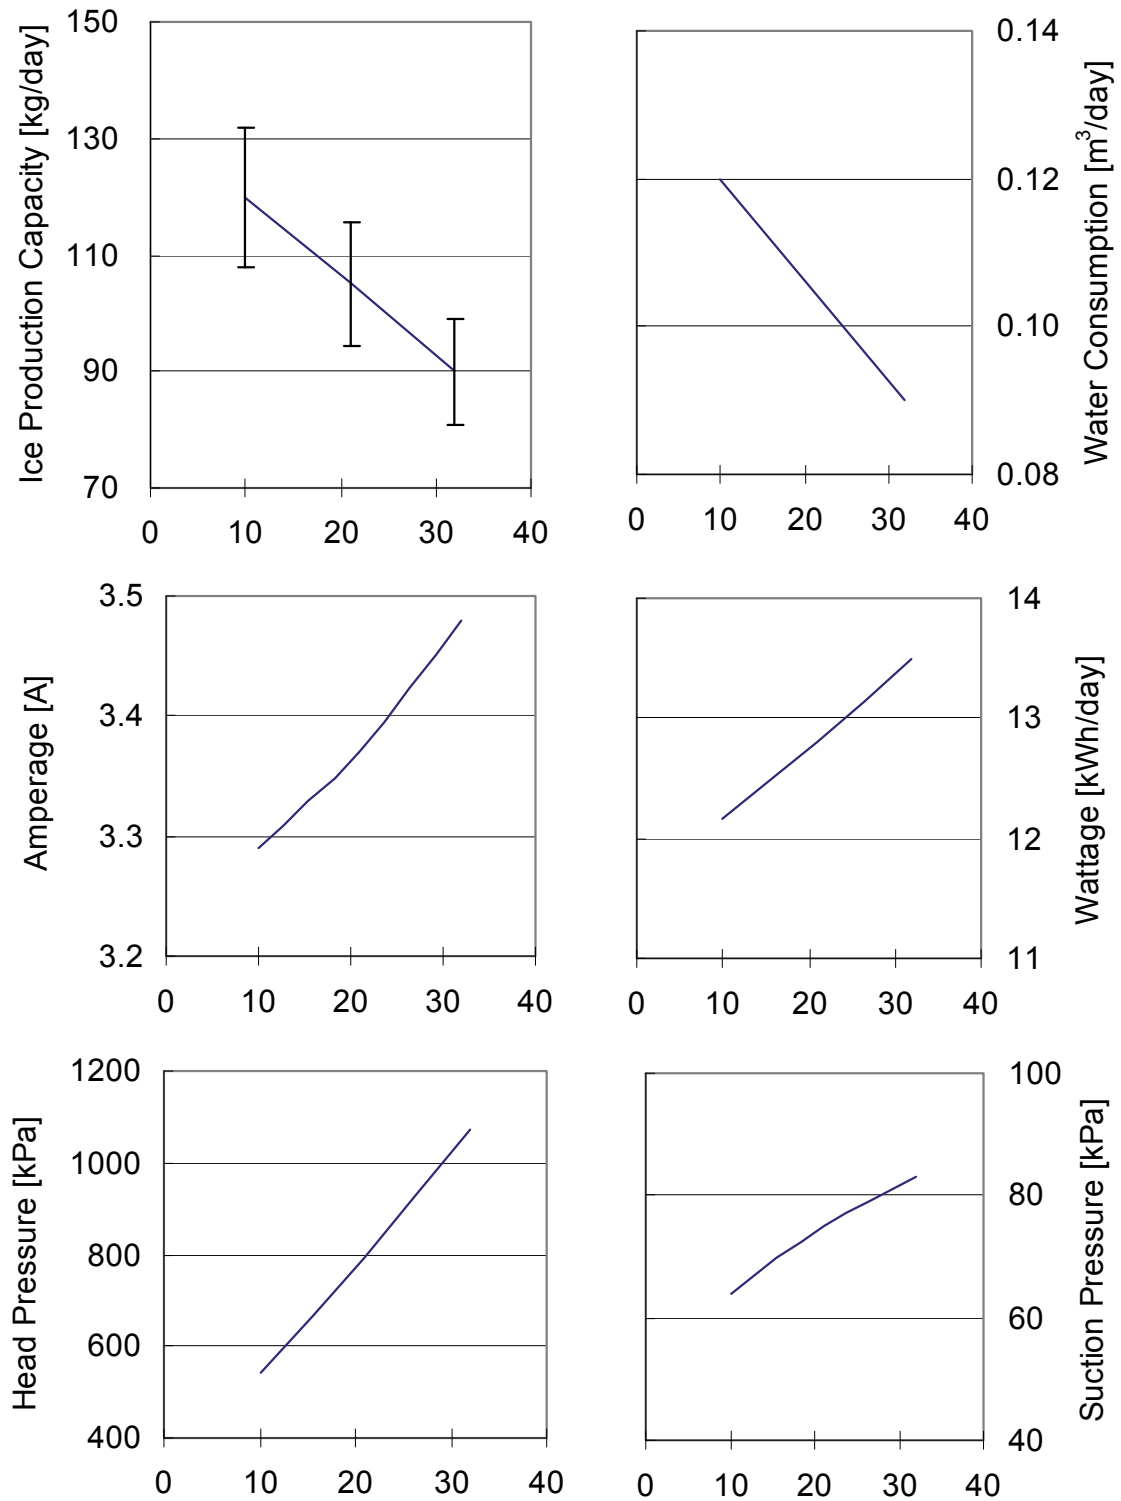 Ice Production Capacity [kg/day]
150
130
110
90
70
0 10 20 30 40
Water Consumption [m³/day]
0.14
0.12
0.10
0.08
0 10 20 30 40
Amperage [A]
3.5
3.4
3.3
3.2
0 10 20 30 40
Wattage [kWh/day]
14
13
12
11
0 10 20 30 40
Head Pressure [kPa]
1200
1000
800
600
400
0 10 20 30 40
Suction Pressure [kPa]
100
80
60
40
0 10 20 30 40